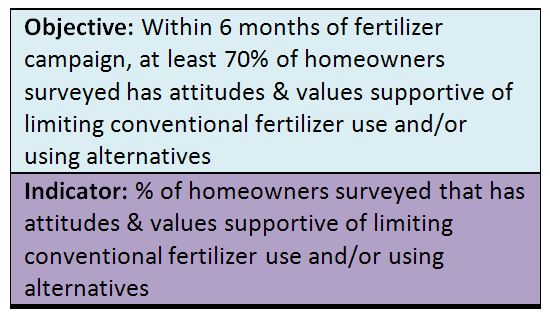 Objective: Within 6 months of fertilizer
campaign, at least 70% of homeowners
surveyed has attitudes & values supportive of
limiting conventional fertilizer use and/or
using alternatives
Indicator: % of homeowners surveyed that has
attitudes & values supportive of limiting
conventional fertilizer use and/or using
alternatives